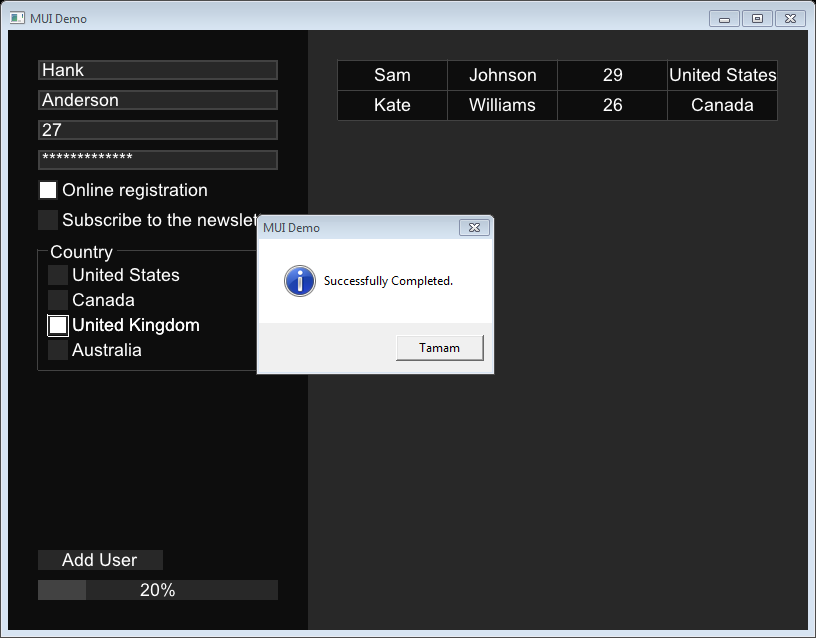 MUI Demo
Hank
Anderson
27
*************
Online registration
Subscribe to the newslet
Country
United States
Canada
United Kingdom
Australia
Add User
20%
Sam Johnson 29 United States
Kate Williams 26 Canada
MUI Demo
Successfully Completed.
Tamam